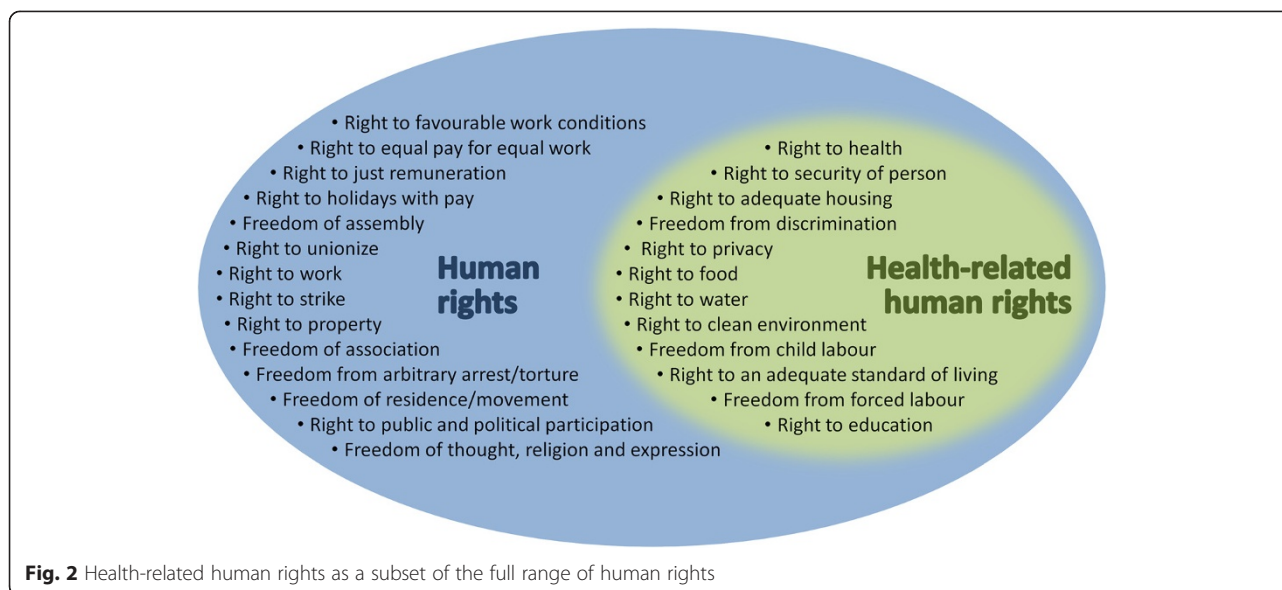 • Right to favourable work conditions
• Right to equal pay for equal work
• Right to just remuneration
• Right to holidays with pay
• Freedom of assembly
• Right to unionize
• Right to work
• Right to strike
• Right to property
• Freedom of association
• Freedom from arbitrary arrest/torture
• Freedom of residence/movement
• Right to public and political participation
• Freedom of thought, religion and expression
Human
rights
• Right to health
• Right to security of person
• Right to adequate housing
• Freedom from discrimination
• Right to privacy
• Right to food
• Right to water
• Right to clean environment
• Freedom from child labour
• Right to an adequate standard of living
• Freedom from forced labour
• Right to education
Health-related
human rights
Fig. 2 Health-related human rights as a subset of the full range of human rights